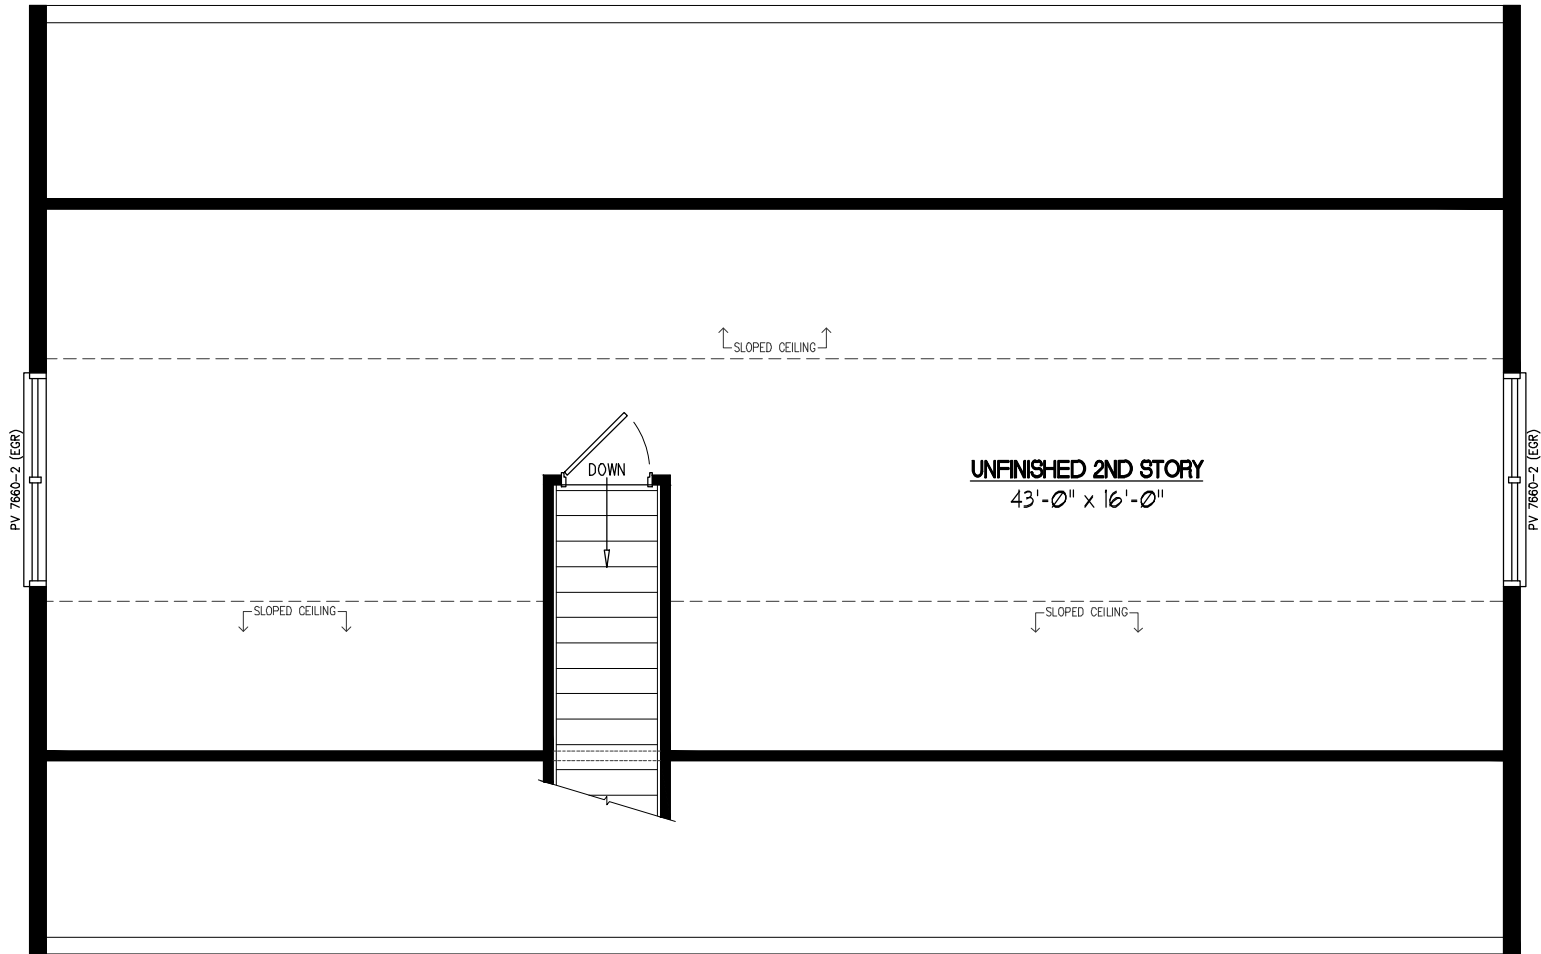 SLOPED CEILING
PV 7660-2 (EGR)
DOWN
UNFINISHED 2ND STORY
43'-0" x 16'-0"
PV 7660-2 (EGR)
SLOPED CEILING
SLOPED CEILING